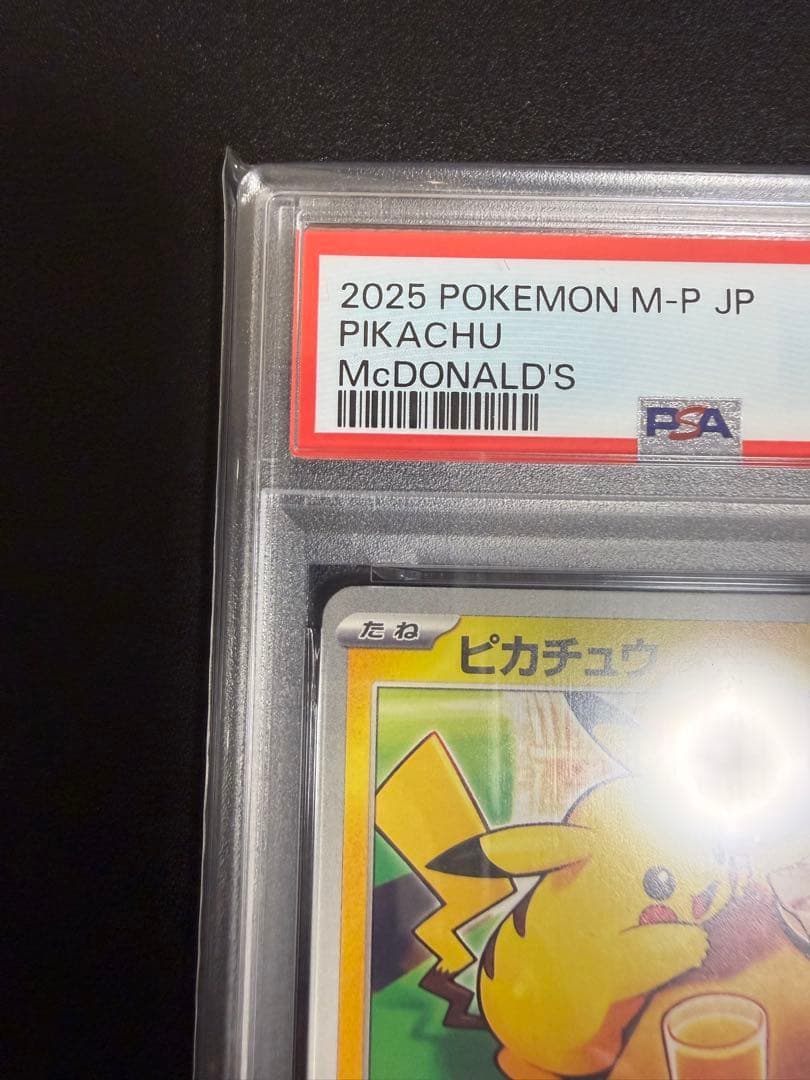 2025 POKEMON M-P JP
PIKACHU
McDONALD'S
PSA
たね
ピカチュウ